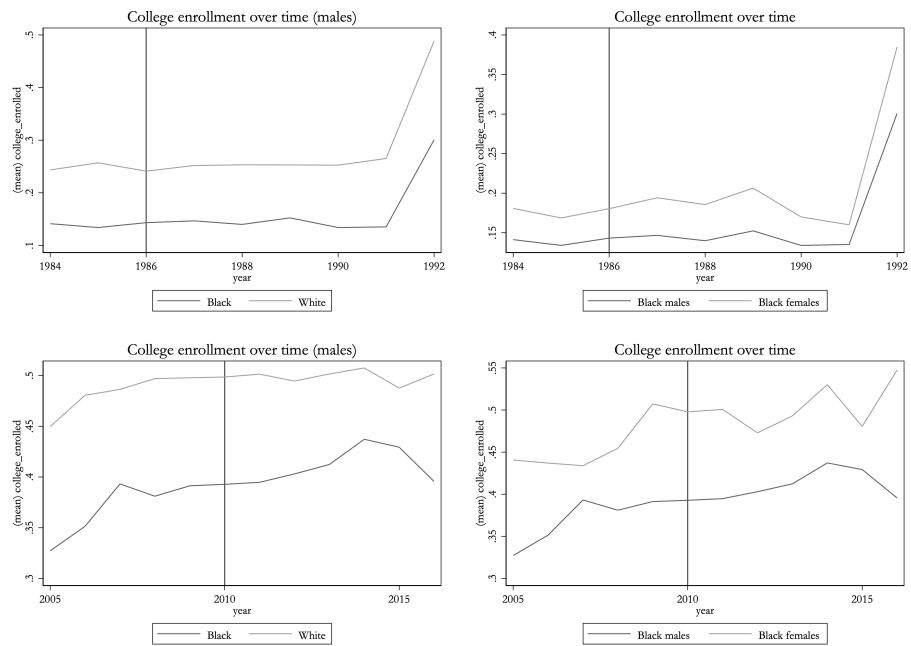 College enrollment over time (males)
(mean) college_enrolled
.5
.4
.3
.2
.1
1984 1986 1988 1990 1992
year
Black White
College enrollment over time
(mean) college_enrolled
.4
.35
.3
.25
.2
.15
1984 1986 1988 1990 1992
year
Black males Black females
College enrollment over time (males)
(mean) college_enrolled
.5
.45
.4
.35
.3
2005 2010 2015
year
Black White
College enrollment over time
(mean) college_enrolled
.55
.5
.45
.4
.35
.3
2005 2010 2015
year
Black males Black females